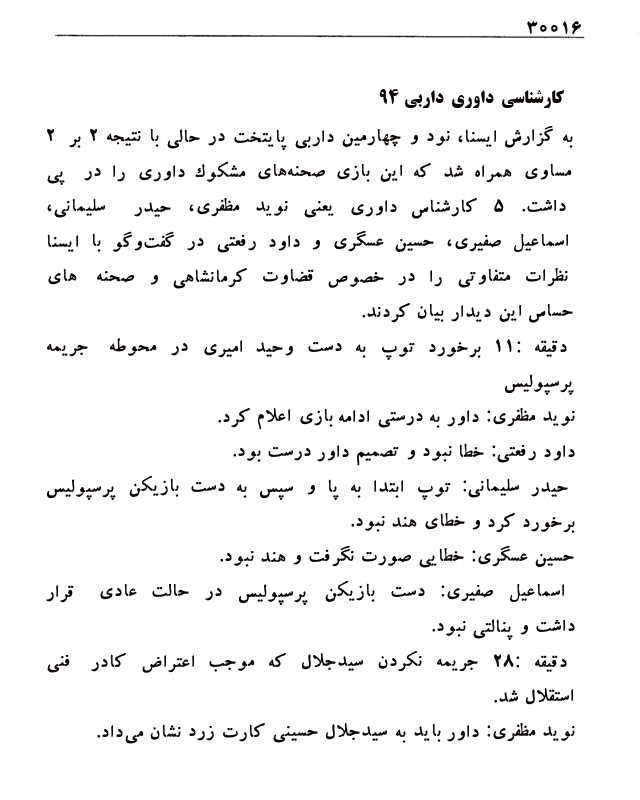 ۳۰۰۱۶
کارشناسی داوری داربی ۹۴
به گزارش ایسنا، نود و چهارمین داربی پایتخت در حالی با نتیجه ۲ بر ۲
مساوی همراه شد که این بازی صحنه‌های مشکوک داوری را در پی
داشت. ۵ کارشناس داوری یعنی نوید مظفری، حیدر سلیمانی،
اسماعیل صفیری، حسین عسگری و داود رفعتی در گفت‌وگو با ایسنا
نظرات متفاوتی را در خصوص قضاوت کرمانشاهی و صحنه های
حساس این دیدار بیان کردند.
دقیقه :۱۱ برخورد توپ به دست وحید امیری در محوطه جریمه
پرسپولیس
نوید مظفری: داور به درستی ادامه بازی اعلام کرد.
داود رفعتی: خطا نبود و تصمیم داور درست بود.
حیدر سلیمانی: توپ ابتدا به پا و سپس به دست بازیکن پرسپولیس
برخورد کرد و خطای هند نبود.
حسین عسگری: خطایی صورت نگرفت و هند نبود.
اسماعیل صفیری: دست بازیکن پرسپولیس در حالت عادی قرار
داشت و پنالتی نبود.
دقیقه :۲۸ جریمه نکردن سیدجلال که موجب اعتراض کادر فنی
استقلال شد.
نوید مظفری: داور باید به سیدجلال حسینی کارت زرد نشان می‌داد.